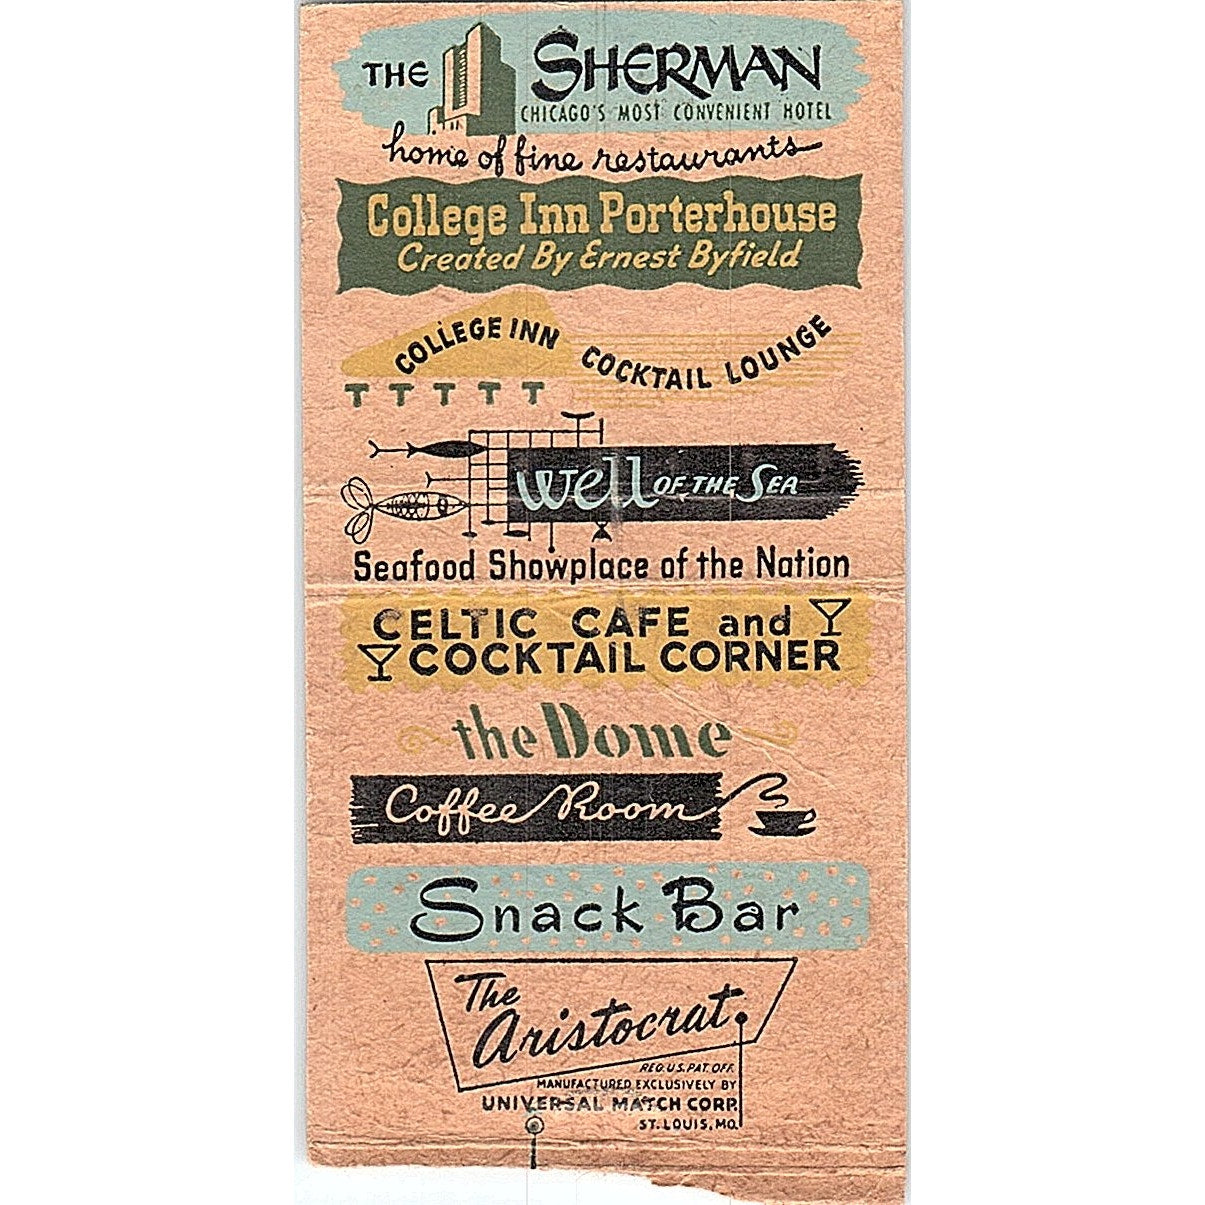 THE SHERMAN
CHICAGO'S MOST CONVENIENT HOTEL
home of fine restaurants
College Inn Porterhouse
Created By Ernest Byfield
COLLEGE INN COCKTAIL LOUNGE
T T T T T
Well OF THE SEA
Seafood Showplace of the Nation
CELTIC CAFE and
COCKTAIL CORNER
the Dome
Coffee Room
Snack Bar
The
Aristocrat
REG U.S. PAT. OFF.
MANUFACTURED EXCLUSIVELY BY
UNIVERSAL MATCH CORP.
ST. LOUIS, MO.